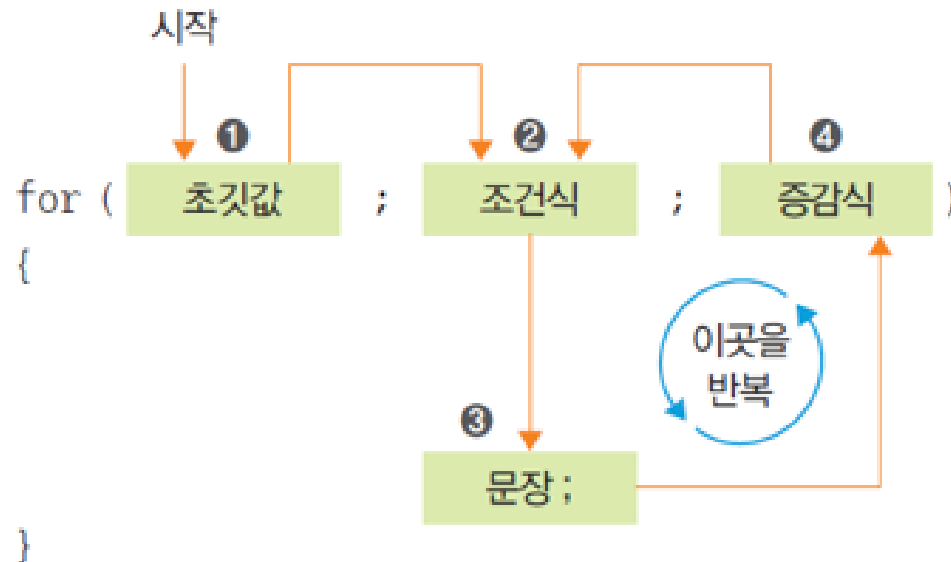 시작
❶ ❷ ❹
for ( 초깃값 ; 조건식 ; 증감식 )
{
이곳을
반복
❸
문장 ;
}